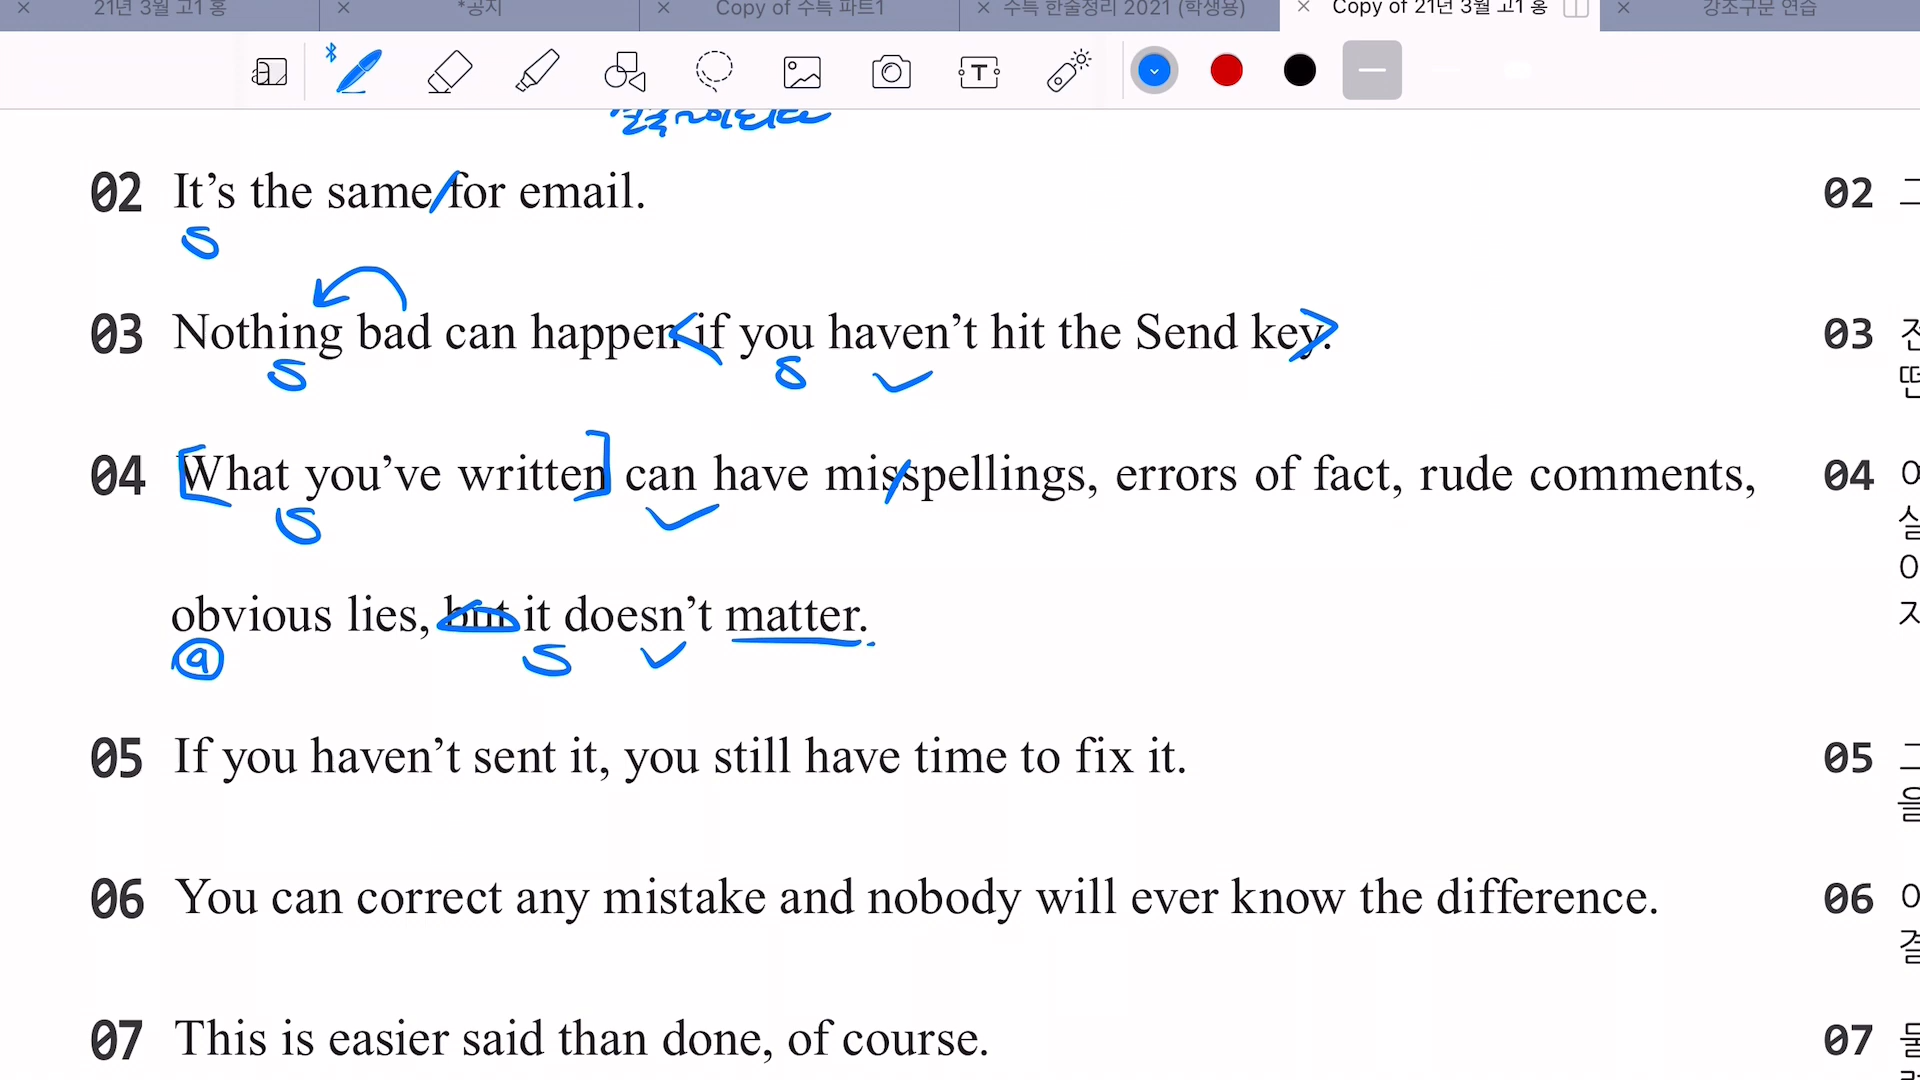 21년 3월 고1 홍
*공지
Copy of 수특 파트1
수특 한술정리 2021 (학생용)
Copy of 21년 3월 고1 홍
강조구문 연습
02 It's the same/for email.
S
03 Nothing bad can happen<if you haven't hit the Send key.>
S S
04 [What you've written] can have misspellings, errors of fact, rude comments,
S
obvious lies, but it doesn't matter.
ⓐ S
05 If you haven't sent it, you still have time to fix it.
06 You can correct any mistake and nobody will ever know the difference.
07 This is easier said than done, of course.
02
03
04
05
06
07